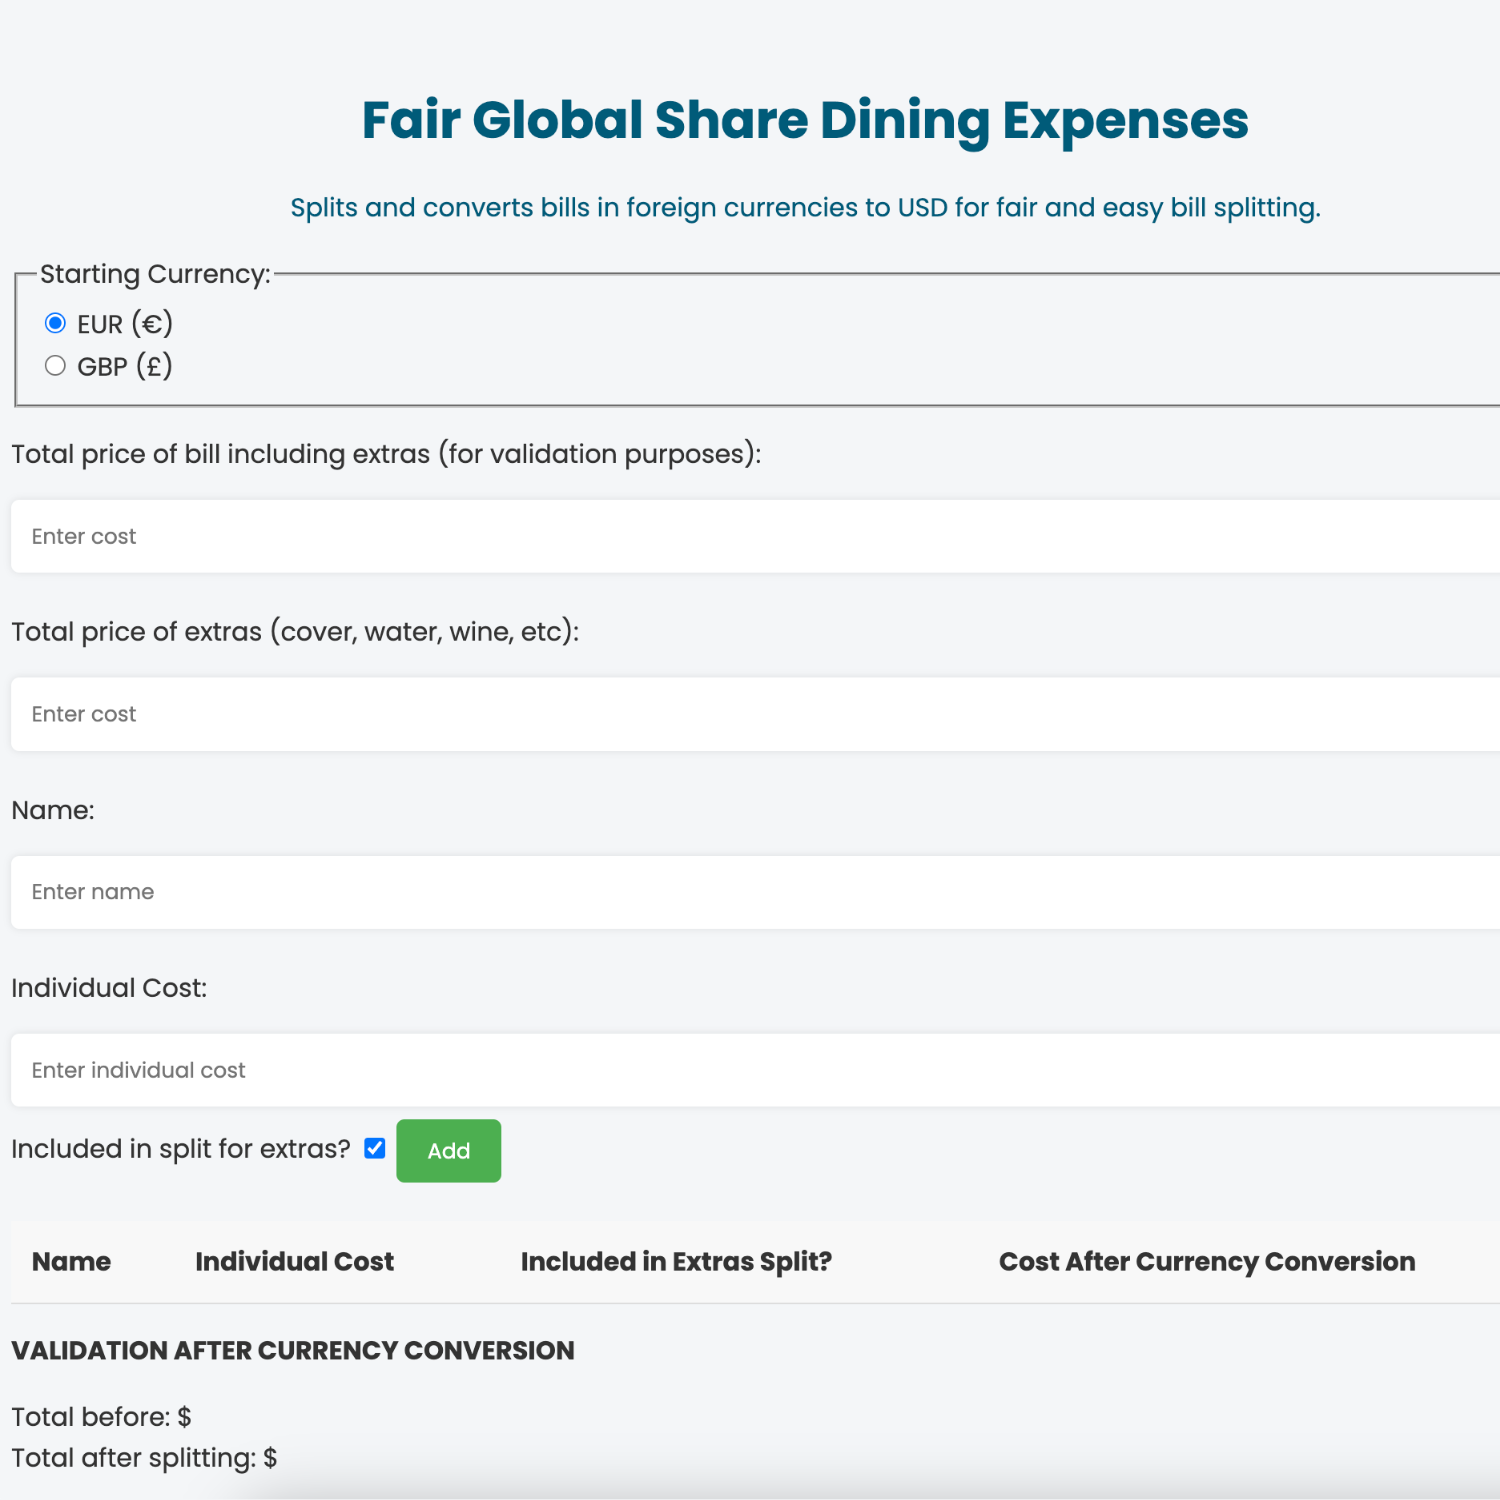 Fair Global Share Dining Expenses
Splits and converts bills in foreign currencies to USD for fair and easy bill splitting.
Starting Currency:
EUR (€)
GBP (£)
Total price of bill including extras (for validation purposes):
Enter cost
Total price of extras (cover, water, wine, etc):
Enter cost
Name:
Enter name
Individual Cost:
Enter individual cost
Included in split for extras? Add
Name Individual Cost Included in Extras Split? Cost After Currency Conversion
VALIDATION AFTER CURRENCY CONVERSION
Total before: $
Total after splitting: $